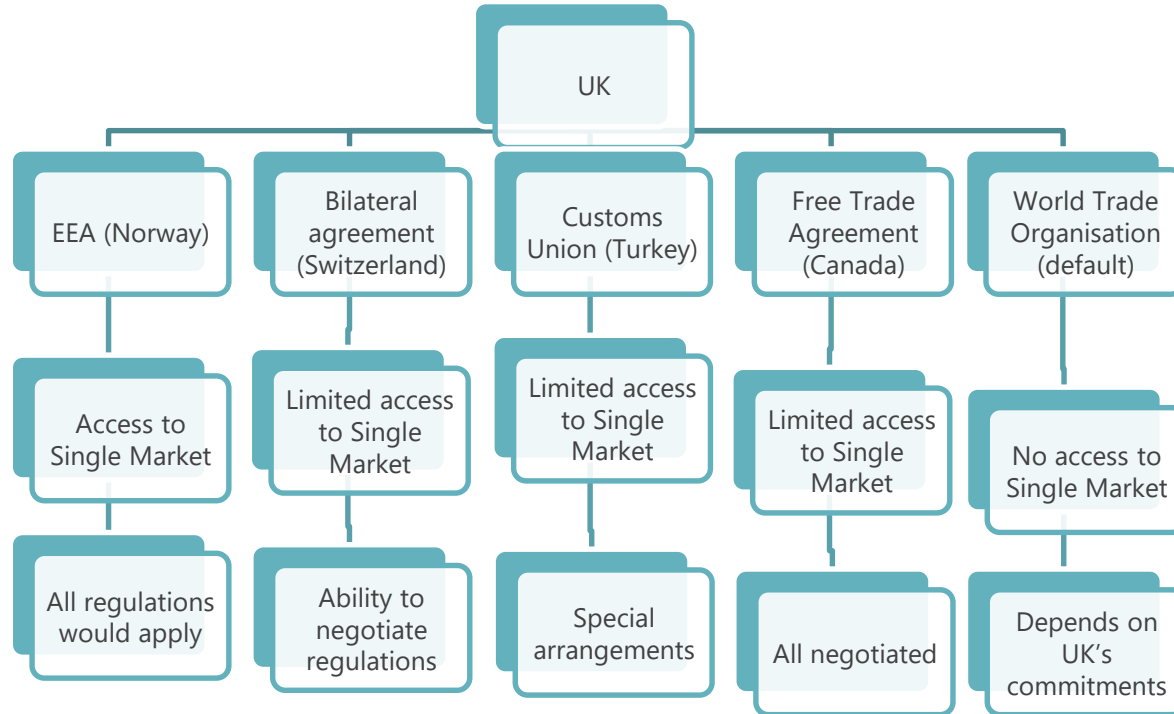 UK
EEA (Norway)
Bilateral
agreement
(Switzerland)
Customs
Union (Turkey)
Free Trade
Agreement
(Canada)
World Trade
Organisation
(default)
Access to
Single Market
Limited access
to Single
Market
Limited access
to Single
Market
Limited access
to Single
Market
No access to
Single Market
All regulations
would apply
Ability to
negotiate
regulations
Special
arrangements
All negotiated
Depends on
UK’s
commitments